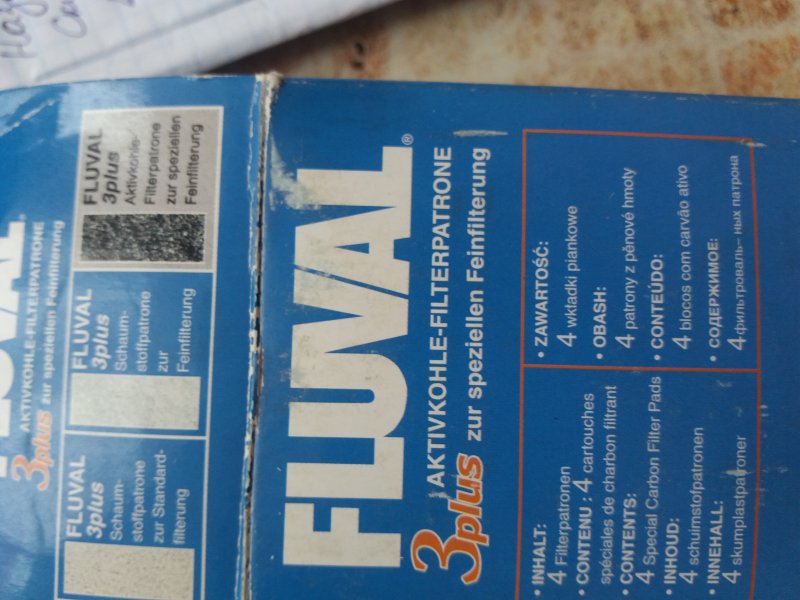 FLUVAL®
3plus AKTIVKOHLE-FILTERPATRONE
zur speziellen Feinfilterung
• INHALT:
4 Filterpatronen
• CONTENU : 4 cartouches
spéciales de charbon filtrant
• CONTENTS:
4 Special Carbon Filter Pads
• INHOUD:
4 schuimstofpatronen
• INNEHALL:
4 skumplastpatroner
• ZAWARTOŚĆ:
4 wkladki piankowe
• OBASH:
4 patrony z pěnové hmoty
• CONTEÚDO:
4 blocos com carvão ativo
• СОДЕРЖИМОЕ:
4 фильтроваль– ных патрона
3plus AKTIVKOHLE-FILTERPATRONE
zur speziellen Feinfilterung
FLUVAL
3plus
Schaum-
stoffpatrone
zur Standard-
filterung
FLUVAL
3plus
Schaum-
stoffpatrone
zur
Feinfilterung
FLUVAL
3plus
Aktivkohle-
Filterpatrone
zur speziellen
Feinfilterung